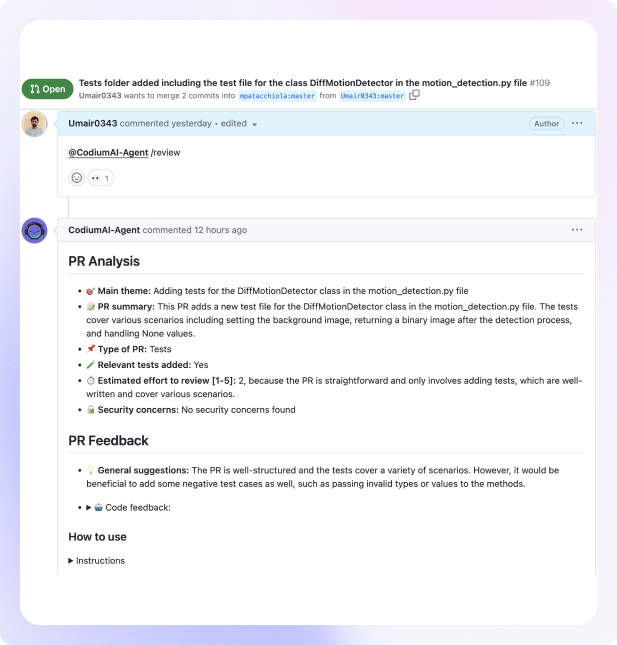 Open
Tests folder added including the test file for the class DiffMotionDetector in the motion_detection.py file #109
Umair0343 wants to merge 2 commits into mpatacchiola:master from Umair0343:master
Umair0343 commented yesterday • edited
Author
@CodiumAI-Agent /review
1
CodiumAI-Agent commented 12 hours ago
PR Analysis
• Main theme: Adding tests for the DiffMotionDetector class in the motion_detection.py file
• PR summary: This PR adds a new test file for the DiffMotionDetector class in the motion_detection.py file. The tests
cover various scenarios including setting the background image, returning a binary image after the detection process,
and handling None values.
• Type of PR: Tests
• Relevant tests added: Yes
• Estimated effort to review [1-5]: 2, because the PR is straightforward and only involves adding tests, which are well-
written and cover various scenarios.
• Security concerns: No security concerns found
PR Feedback
• General suggestions: The PR is well-structured and the tests cover a variety of scenarios. However, it would be
beneficial to add some negative test cases as well, such as passing invalid types or values to the methods.
• Code feedback:
How to use
Instructions